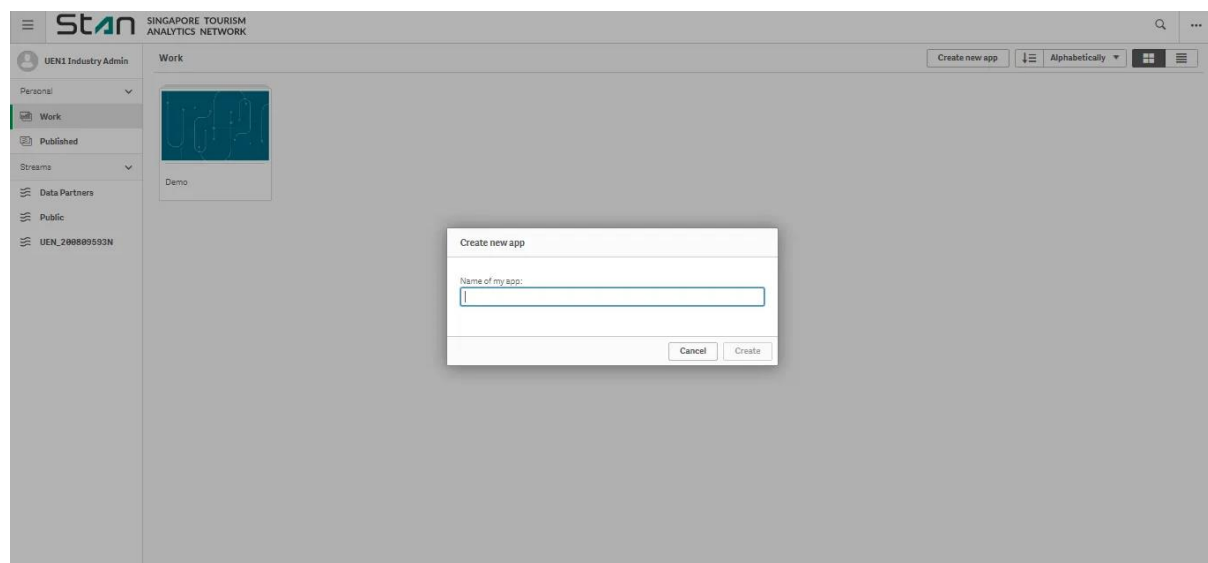 Stan SINGAPORE TOURISM
ANALYTICS NETWORK
UEN1 Industry Admin
Work
Create new app
Alphabetically
Personal
Work
Published
Streams
Data Partners
Public
UEN_200809593N
Demo
Create new app
Name of my app:
Cancel
Create